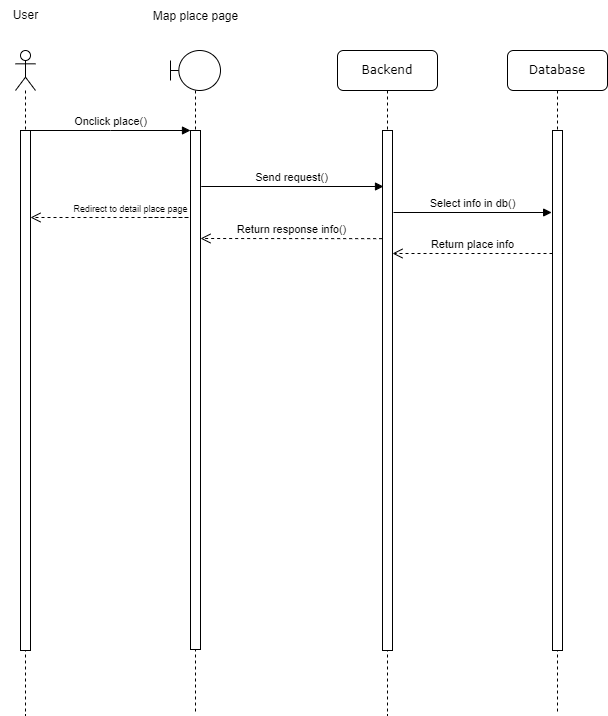 User
Map place page
Backend
Database
Onclick place()
Send request()
Select info in db()
Redirect to detail place page
Return response info()
Return place info